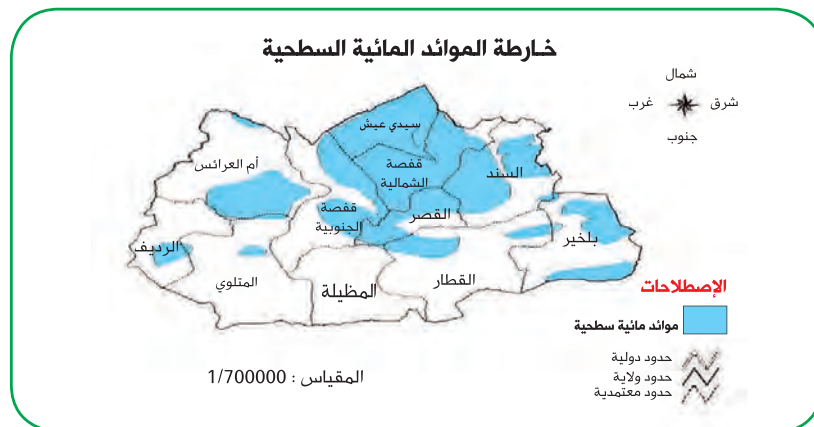 خارطة الموائد المائية السطحية
شمال
شرق
غرب
جنوب
سيدي عيش
أم العرائس
قفصة
الشمالية
السند
قفصة
الجنوبية
القصر
بلخير
الرديف
المتلوي
المظيلة
القطار
الإصطلاحات
موائد مائية سطحية
حدود دولية
حدود ولاية
حدود معتمدية
المقياس : 1/700000